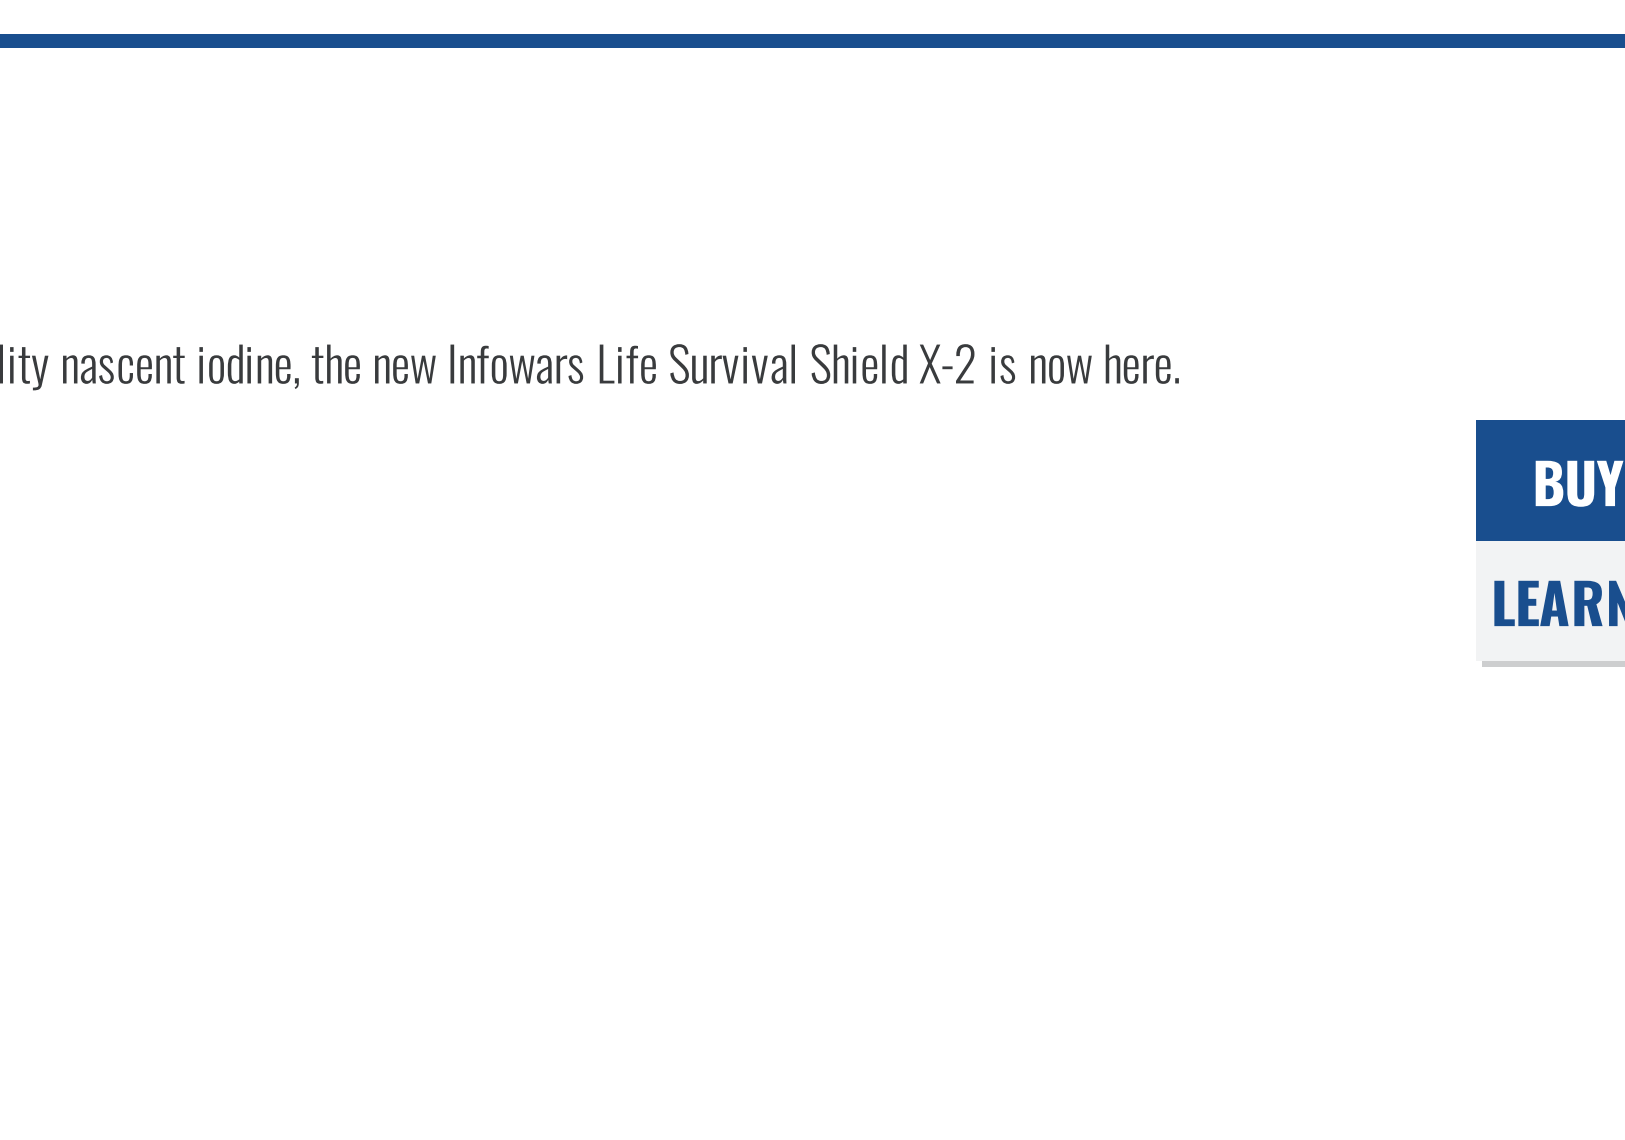 lity nascent iodine, the new Infowars Life Survival Shield X-2 is now here.
BUY
LEARN